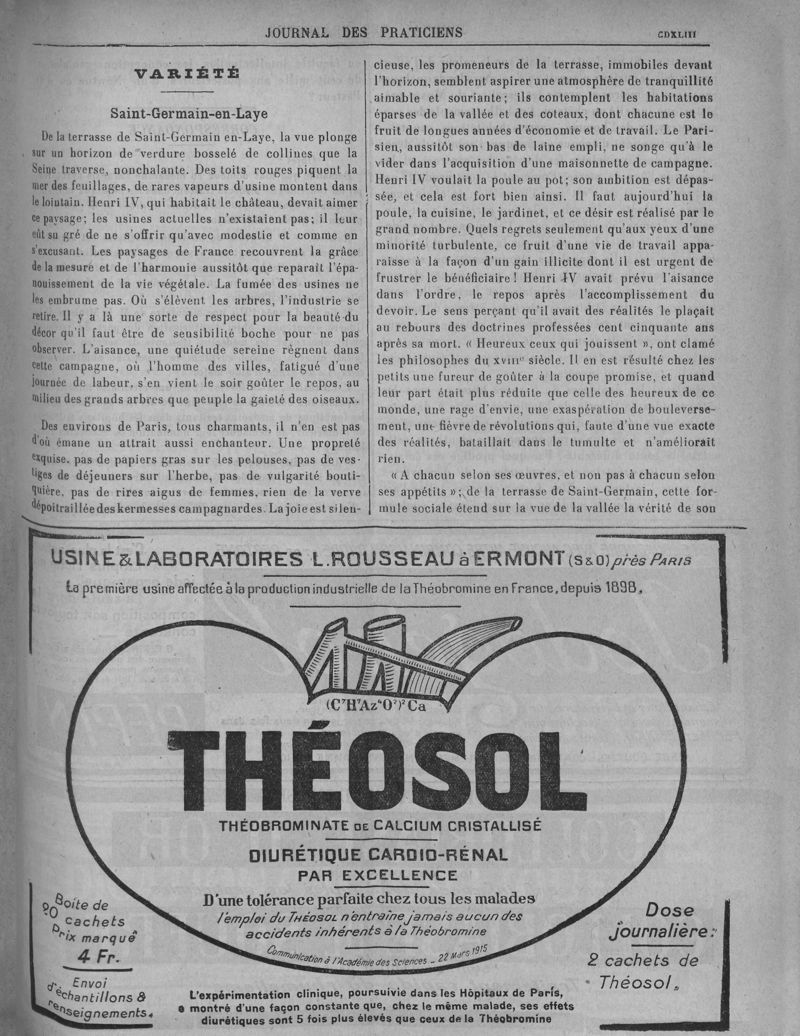 JOURNAL DES PRATICIENS
CDXLIII
VARIÉTÉ
Saint-Germain-en-Laye
De la terrasse de Saint-Germain en-Laye, la vue plonge
sur un horizon de verdure bosselé de collines que la
Seine traverse, nonchalante. Des toits rouges piquent la
mer des feuillages, de rares vapeurs d'usine montent dans
le lointain. Henri IV, qui habitait le château, devait aimer
ce paysage; les usines actuelles n'existaient pas; il leur
eût su gré de ne s'offrir qu'avec modestie et comme en
s'excusant. Les paysages de France recouvrent la grâce
de la mesure et de l'harmonie aussitôt que reparaît l'épa-
nouissement de la vie végétale. La fumée des usines ne
les embrume pas. Où s'élèvent les arbres, l'industrie se
retire. Il y a là une sorte de respect pour la beauté du
décor qu'il faut être de sensibilité boche pour ne pas
observer. L'aisance, une quiétude sereine règnent dans
cette campagne, où l'homme des villes, fatigué d'une
journée de labeur, s'en vient le soir goûter le repos, au
milieu des grands arbres que peuple la gaieté des oiseaux.
Des environs de Paris, tous charmants, il n'en est pas
d'où émane un attrait aussi enchanteur. Une propreté
exquise, pas de papiers gras sur les pelouses, pas de ves-
tiges de déjeuners sur l'herbe, pas de vulgarité bouti-
quière, pas de rires aigus de femmes, rien de la verve
dépoitraillée des kermesses campagnardes. La joie est silen-
cieuse, les promeneurs de la terrasse, immobiles devant
l'horizon, semblent aspirer une atmosphère de tranquillité
aimable et souriante; ils contemplent les habitations
éparses de la vallée et des coteaux, dont chacune est le
fruit de longues années d'économie et de travail. Le Pari-
sien, aussitôt son bas de laine empli, ne songe qu'à le
vider dans l'acquisition d'une maisonnette de campagne.
Henri IV voulait la poule au pot; son ambition est dépas-
sée, et cela est fort bien ainsi. Il faut aujourd'hui la
poule, la cuisine, le jardinet, et ce désir est réalisé par le
grand nombre. Quels regrets seulement qu'aux yeux d'une
minorité turbulente, ce fruit d'une vie de travail appa-
raisse à la façon d'un gain illicite dont il est urgent de
frustrer le bénéficiaire! Henri IV avait prévu l'aisance
dans l'ordre, le repos après l'accomplissement du
devoir. Le sens perçant qu'il avait des réalités le plaçait
au rebours des doctrines professées cent cinquante ans
après sa mort. « Heureux ceux qui jouissent », ont clamé
les philosophes du XVIIIe siècle. Il en est résulté chez les
petits une fureur de goûter à la coupe promise, et quand
leur part était plus réduite que celle des heureux de ce
monde, une rage d'envie, une exaspération de bouleverse-
ment, une fièvre de révolutions qui, faute d'une vue exacte
des réalités, bataillait dans le tumulte et n'améliorait
rien.
« A chacun selon ses œuvres, et non pas à chacun selon
ses appétits »; de la terrasse de Saint-Germain, cette for-
mule sociale étend sur la vue de la vallée la vérité de son
USINE & LABORATOIRES L. ROUSSEAU à ERMONT (S & O) près PARIS
La première usine affectée à la production industrielle de la Théobromine en France, depuis 1898.
(C7H7Az4O2)2Ca
THÉOSOL
THÉOBROMINATE DE CALCIUM CRISTALLISÉ
DIURÉTIQUE CARDIO-RÉNAL
PAR EXCELLENCE
D'une tolérance parfaite chez tous les malades
l'emploi du THÉOSOL n'entraîne jamais aucun des
accidents inhérents à la Théobromine
Communication à l'Académie des Sciences - 22 Mars 1915
Boîte de
20 cachets
Prix marqué
4 Fr.
Envoi
d'échantillons &
renseignements.
L'expérimentation clinique, poursuivie dans les Hôpitaux de Paris,
a montré d'une façon constante que, chez le même malade, ses effets
diurétiques sont 5 fois plus élevés que ceux de la Théobromine
Dose
journalière:
2 cachets de
Théosol.